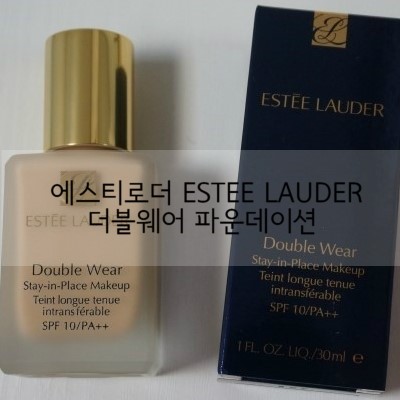 ESTĒE LAUDER
에스티로더 ESTEE LAUDER
더블웨어 파운데이션
ESTĒE LAUDER
Double Wear
Stay-in-Place Makeup
Teint longue tenue
intransférable
SPF 10/PA++
Double Wear
Stay-in-Place Makeup
Teint longue tenue
intransférable
SPF 10/PA++
1 FL. OZ. LIQ./30ml e